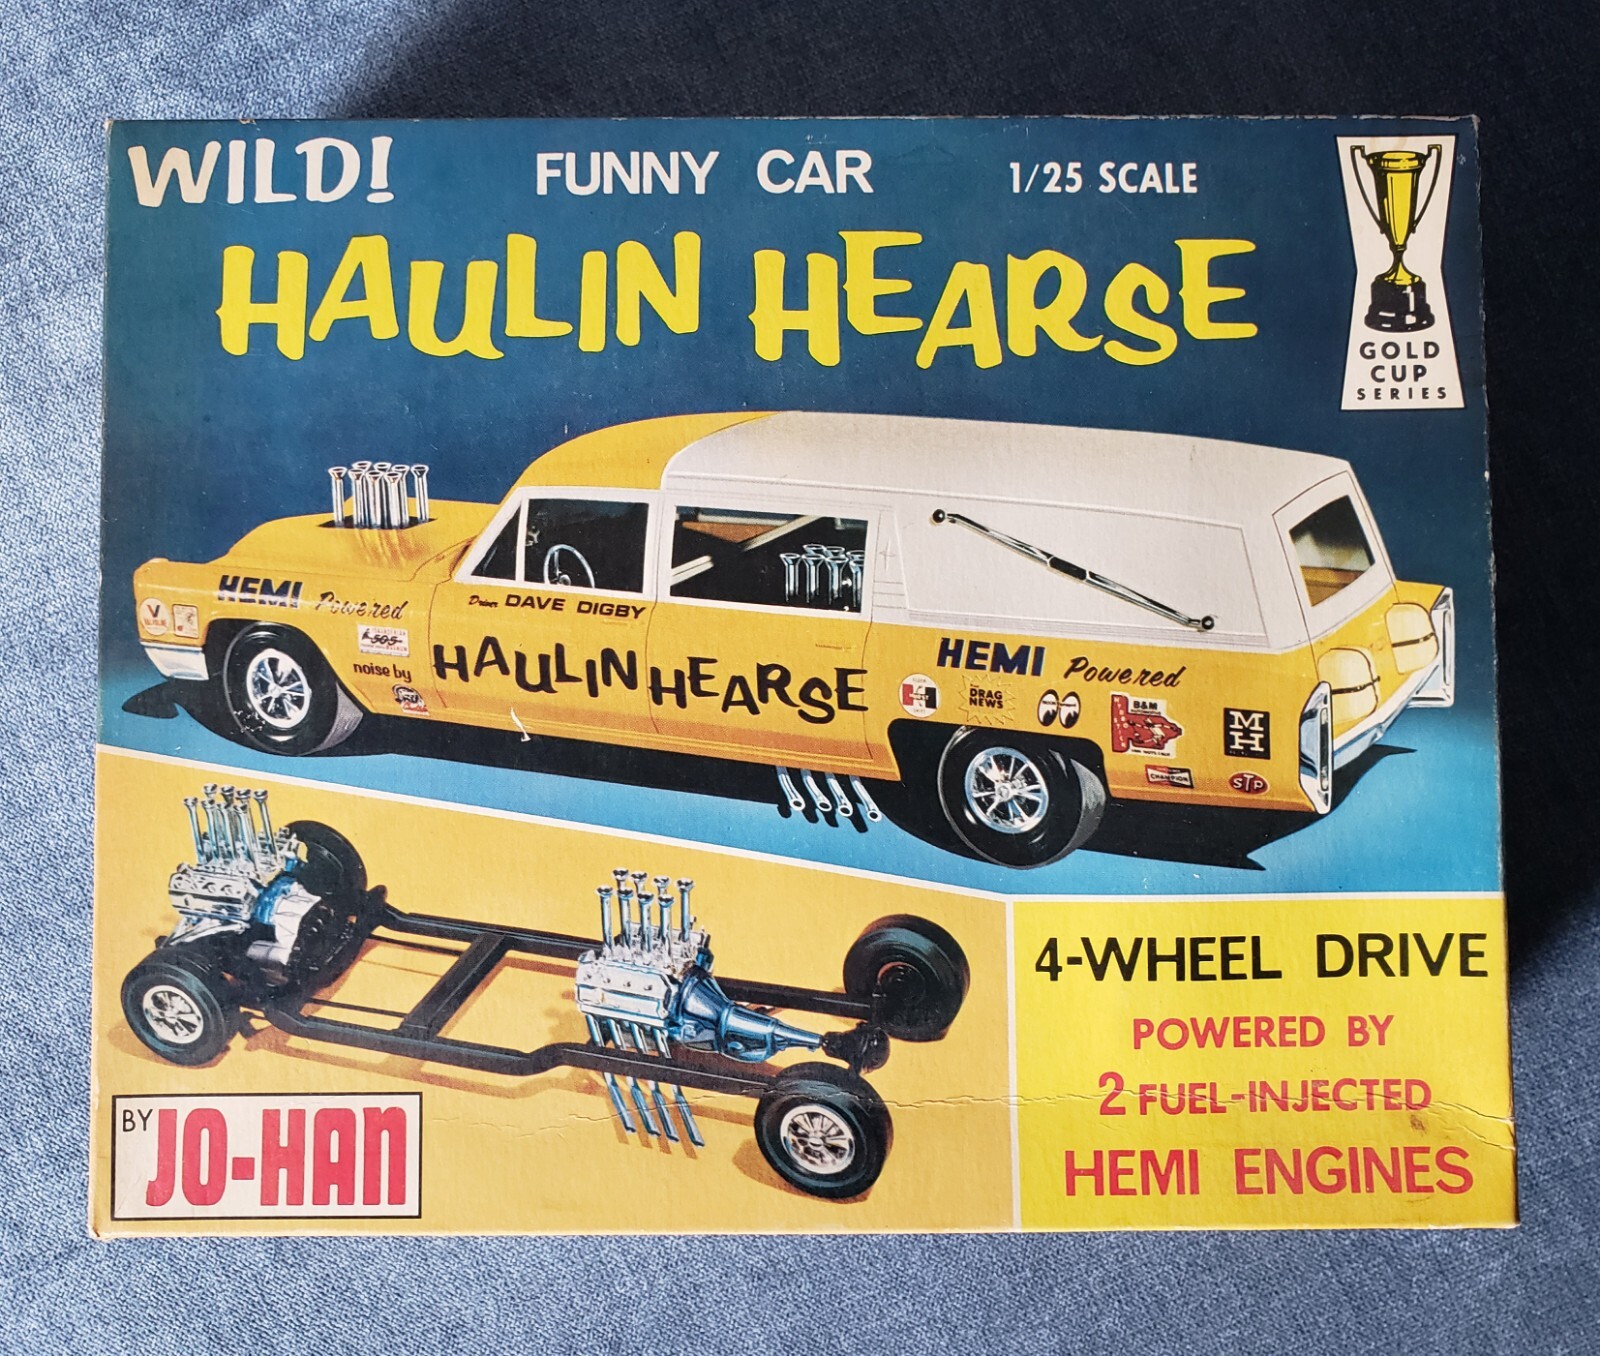 WILD!
FUNNY CAR
1/25 SCALE
HAULIN HEARSE
GOLD
CUP
SERIES
HEMI Powered
Driver DAVE DIGBY
HAULIN HEARSE
noise by
HEMI Powered
DRAG
NEWS
B&M
CHAMPION
M
H
STP
V
4-WHEEL DRIVE
POWERED BY
2 FUEL-INJECTED
HEMI ENGINES
BY JO-HAN